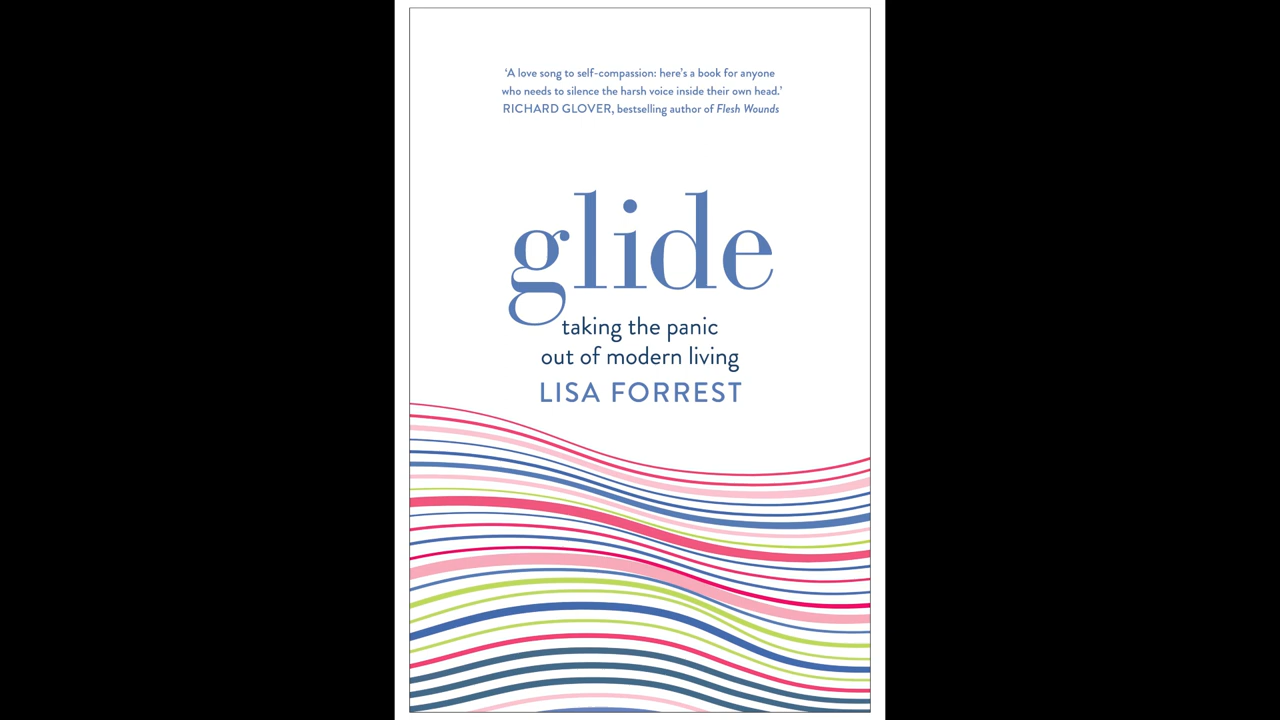 ‘A love song to self-compassion: here’s a book for anyone
who needs to silence the harsh voice inside their own head.’
RICHARD GLOVER, bestselling author of Flesh Wounds
glide
taking the panic
out of modern living
LISA FORREST